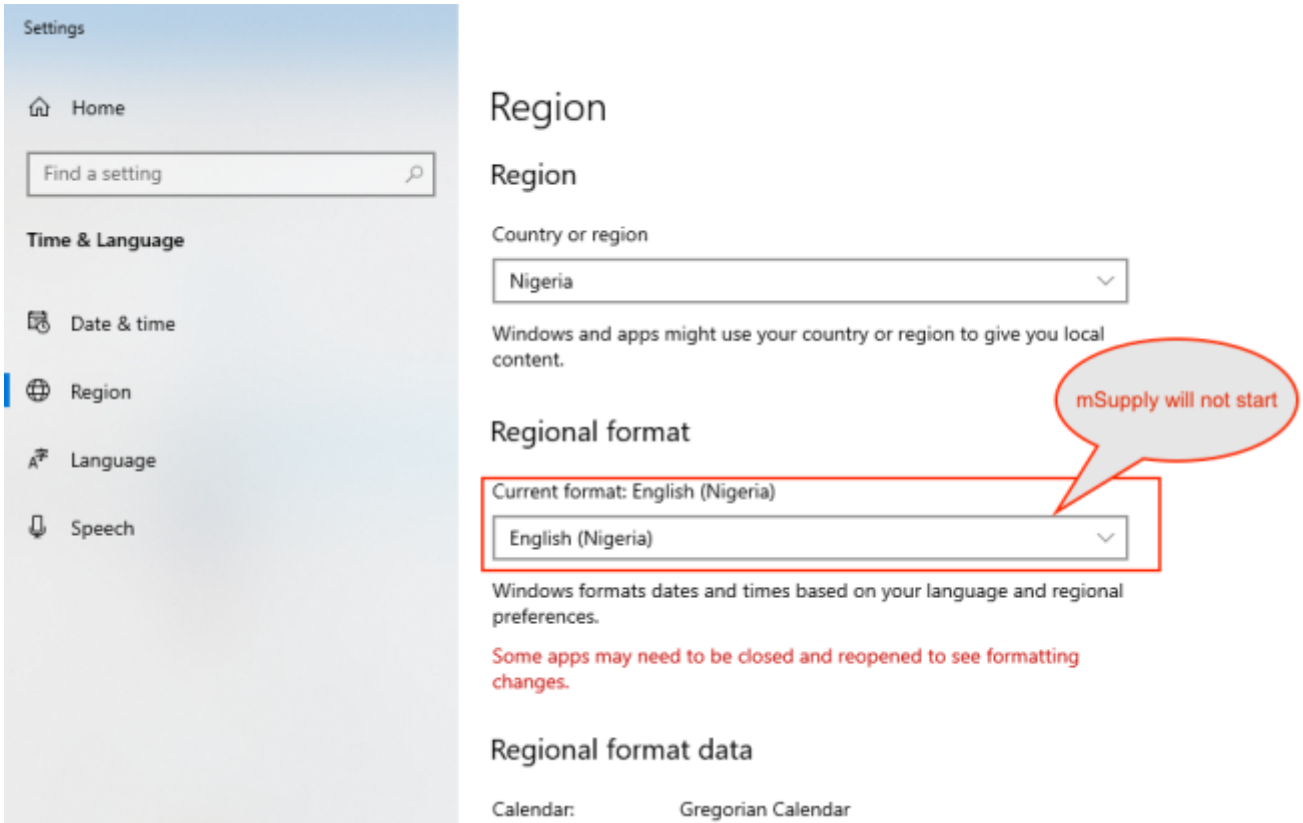 Settings
Home
Find a setting
Time & Language
Date & time
Region
Language
Speech
Region
Region
Country or region
Nigeria
Windows and apps might use your country or region to give you local
content.
mSupply will not start
Regional format
Current format: English (Nigeria)
English (Nigeria)
Windows formats dates and times based on your language and regional
preferences.
Some apps may need to be closed and reopened to see formatting
changes.
Regional format data
Calendar: Gregorian Calendar